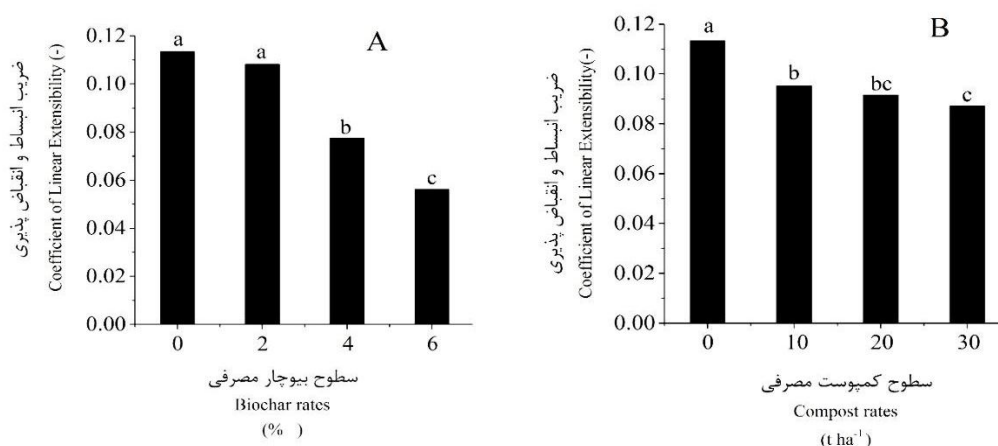 A
ضریب انبساط و انقباض پذیری
Coefficient of Linear Extensibility (-)
0.12
0.10
0.08
0.06
0.04
0.02
0.00
a
a
b
c
0 2 4 6
سطوح بیوچار مصرفی
Biochar rates
(% )
B
ضریب انبساط و انقباض پذیری
Coefficient of Linear Extensibility(-)
0.12
0.10
0.08
0.06
0.04
0.02
0.00
a
b
bc
c
0 10 20 30
سطوح کمپوست مصرفی
Compost rates
(t ha⁻¹)